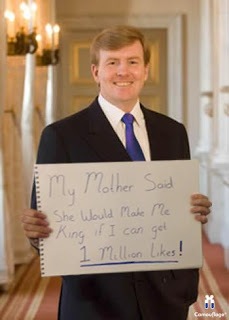 My Mother Said
She Would Make Me
King if I can get
1 Million Likes!
Camouflage®